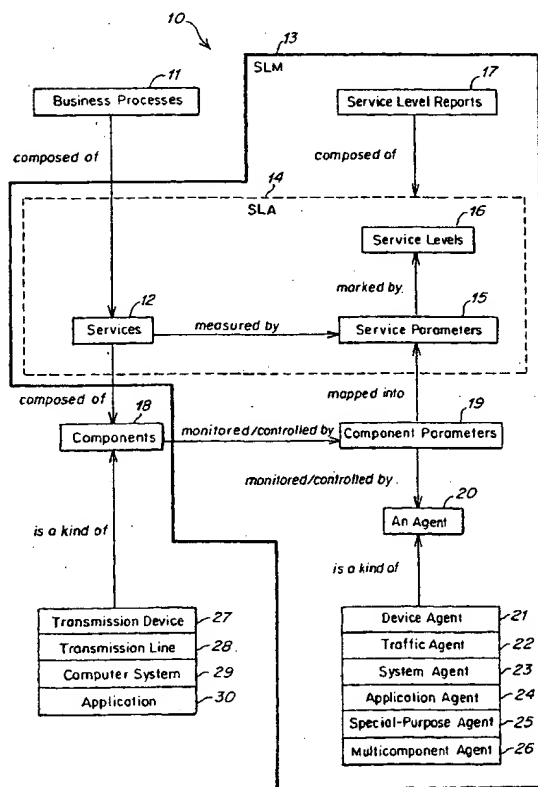 10
13
SLM
11
Business Processes
17
Service Level Reports
composed of
composed of
14
SLA
16
Service Levels
marked by
12
Services
measured by
15
Service Parameters
composed of
mapped into
18
Components
monitored/controlled by
19
Component Parameters
monitored/controlled by
20
An Agent
is a kind of
is a kind of
Transmission Device 27
Transmission Line 28
Computer System 29
Application 30
Device Agent 21
Traffic Agent 22
System Agent 23
Application Agent 24
Special-Purpose Agent 25
Multicomponent Agent 26